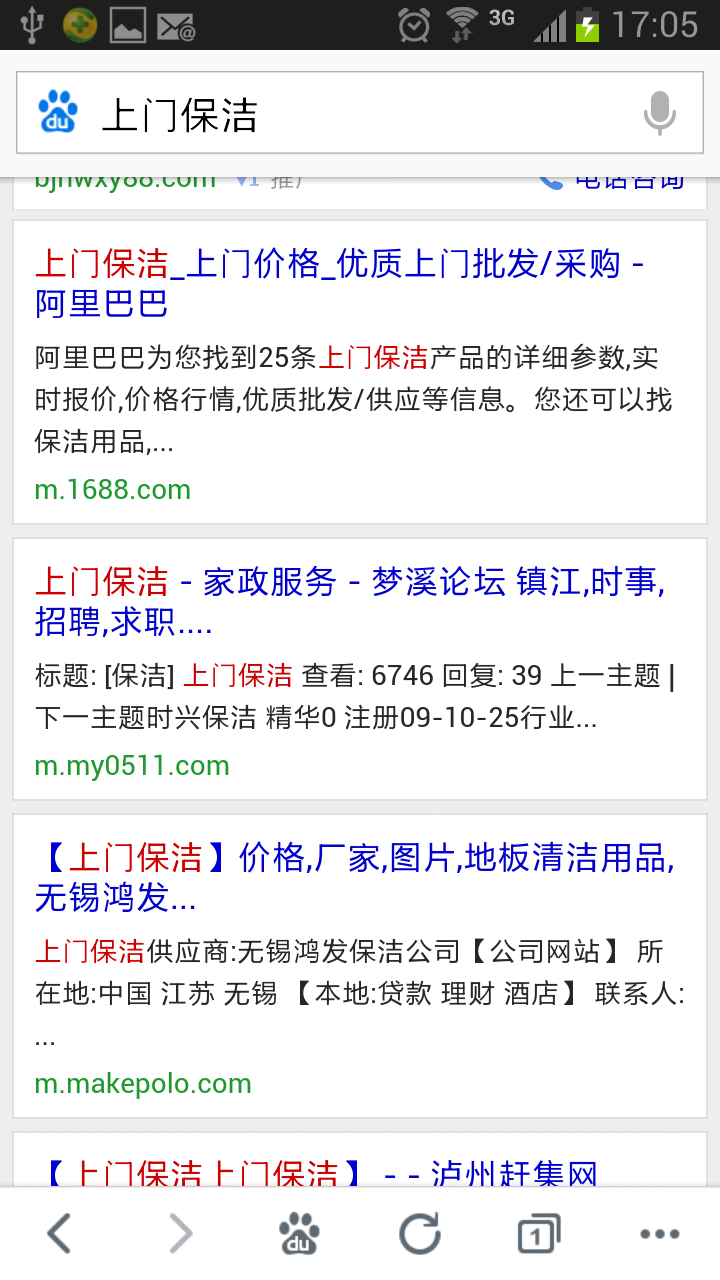 3G 17:05
du 上门保洁
bjhwxy88.com v1 推广 电话咨询
上门保洁_上门价格_优质上门批发/采购 -
阿里巴巴
阿里巴巴为您找到25条上门保洁产品的详细参数,实
时报价,价格行情,优质批发/供应等信息。您还可以找
保洁用品,...
m.1688.com
上门保洁 - 家政服务 - 梦溪论坛 镇江,时事,
招聘,求职....
标题: [保洁] 上门保洁 查看: 6746 回复: 39 上一主题 |
下一主题时兴保洁 精华0 注册09-10-25行业...
m.my0511.com
【上门保洁】价格,厂家,图片,地板清洁用品,
无锡鸿发...
上门保洁供应商:无锡鸿发保洁公司【公司网站】 所
在地:中国 江苏 无锡 【本地:贷款 理财 酒店】 联系人:
...
m.makepolo.com
【上门保洁上门保洁】 - - 泸州赶集网
du 1